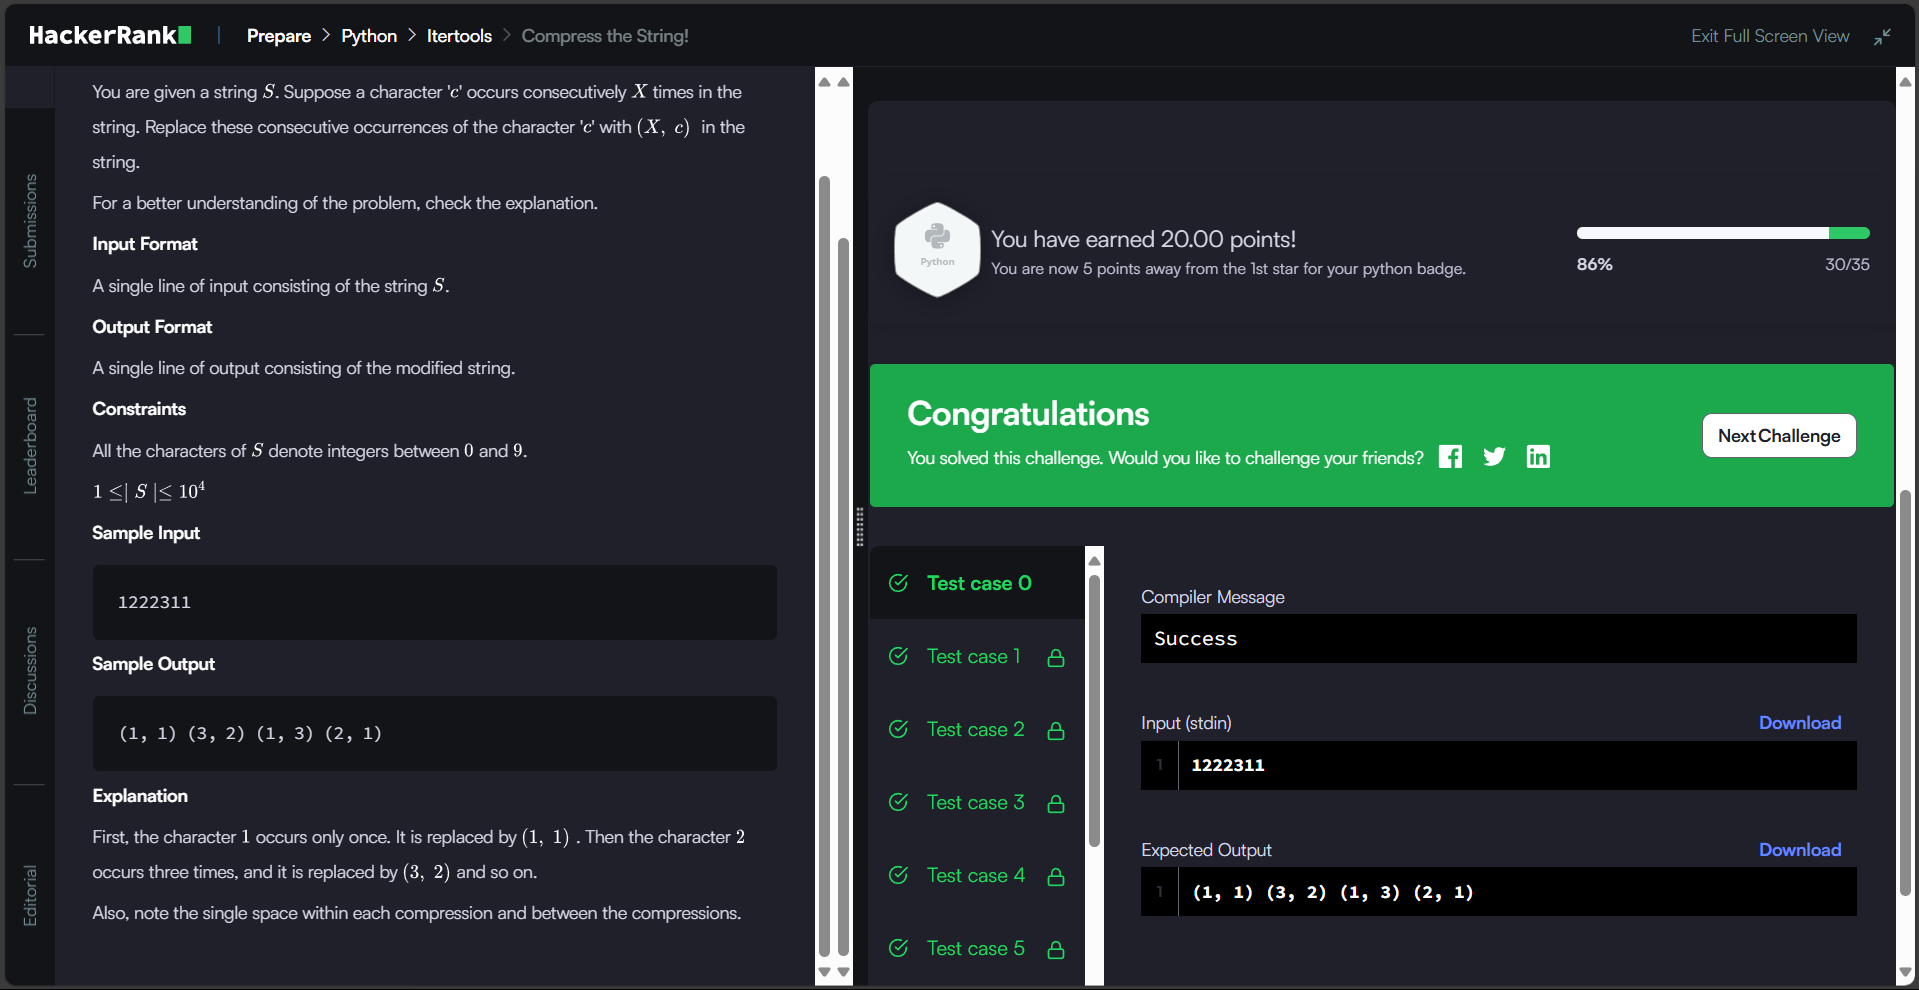 HackerRank | Prepare > Python > Itertools > Compress the String!
Exit Full Screen View
Submissions
Leaderboard
Discussions
Editorial
You are given a string S. Suppose a character 'c' occurs consecutively X times in the
string. Replace these consecutive occurrences of the character 'c' with (X, c) in the
string.
For a better understanding of the problem, check the explanation.
Input Format
A single line of input consisting of the string S.
Output Format
A single line of output consisting of the modified string.
Constraints
All the characters of S denote integers between 0 and 9.
1 ≤| S |≤ 10⁴
Sample Input
1222311
Sample Output
(1, 1) (3, 2) (1, 3) (2, 1)
Explanation
First, the character 1 occurs only once. It is replaced by (1, 1) . Then the character 2
occurs three times, and it is replaced by (3, 2) and so on.
Also, note the single space within each compression and between the compressions.
Python
You have earned 20.00 points!
You are now 5 points away from the 1st star for your python badge.
86%
30/35
Congratulations
You solved this challenge. Would you like to challenge your friends?
Next Challenge
Test case 0
Test case 1
Test case 2
Test case 3
Test case 4
Test case 5
Compiler Message
Success
Input (stdin)
Download
1 1222311
Expected Output
Download
1 (1, 1) (3, 2) (1, 3) (2, 1)